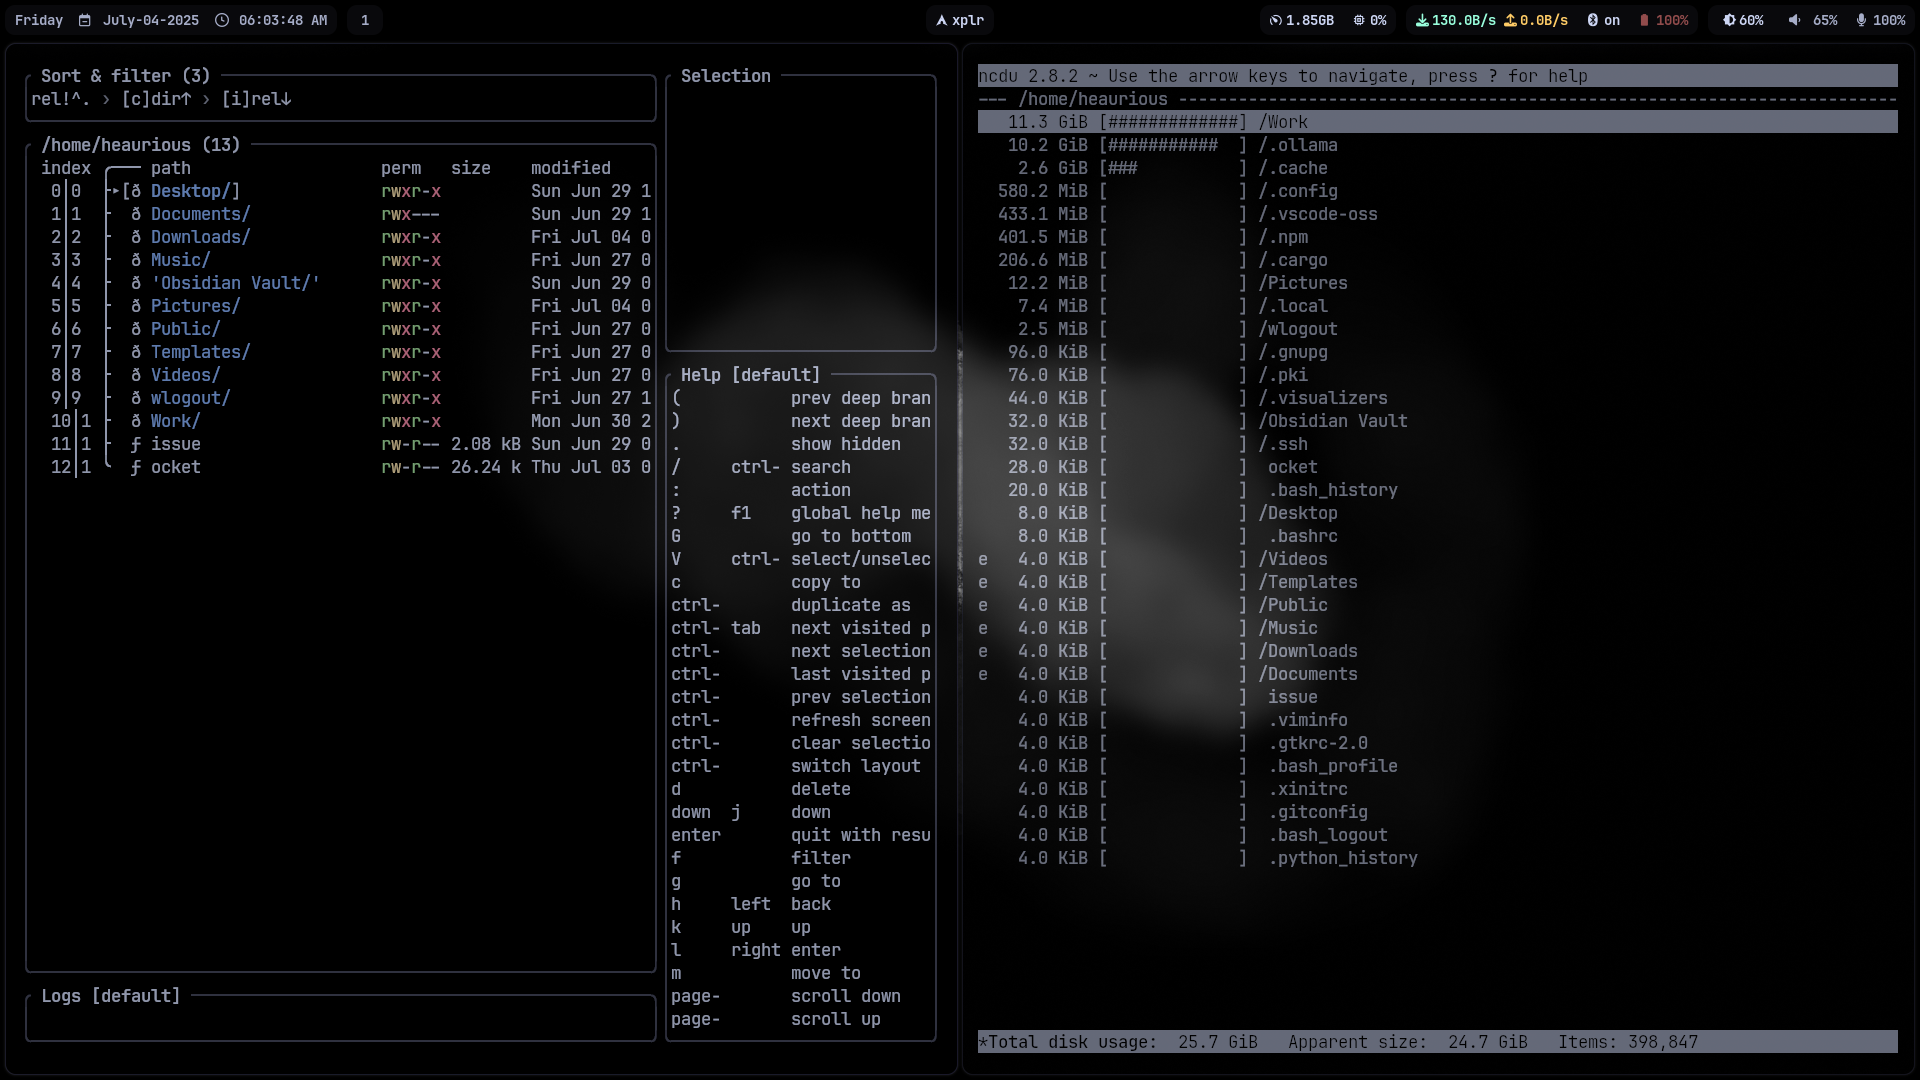 Friday July-04-2025 06:03:48 AM 1
xplr
1.85GB 0% 130.0B/s 0.0B/s on 100% 60% 65% 100%
Sort & filter (3)
rel!^. › [c]dir↑ › [i]rel↓
/home/heaurious (13)
index path perm size modified
0│0 ▸[ð Desktop/] rwxr-x Sun Jun 29 1
1│1 ð Documents/ rwx--- Sun Jun 29 1
2│2 ð Downloads/ rwxr-x Fri Jul 04 0
3│3 ð Music/ rwxr-x Fri Jun 27 0
4│4 ð 'Obsidian Vault/' rwxr-x Sun Jun 29 0
5│5 ð Pictures/ rwxr-x Fri Jul 04 0
6│6 ð Public/ rwxr-x Fri Jun 27 0
7│7 ð Templates/ rwxr-x Fri Jun 27 0
8│8 ð Videos/ rwxr-x Fri Jun 27 0
9│9 ð wlogout/ rwxr-x Fri Jun 27 1
10│1 ð Work/ rwxr-x Mon Jun 30 2
11│1 ƒ issue rw-r-- 2.08 kB Sun Jun 29 0
12│1 ƒ ocket rw-r-- 26.24 k Thu Jul 03 0
Logs [default]
Selection
Help [default]
( prev deep bran
) next deep bran
. show hidden
/ ctrl- search
: action
? f1 global help me
G go to bottom
V ctrl- select/unselec
c copy to
ctrl- duplicate as
ctrl- tab next visited p
ctrl- next selection
ctrl- last visited p
ctrl- prev selection
ctrl- refresh screen
ctrl- clear selectio
ctrl- switch layout
d delete
down j down
enter quit with resu
f filter
g go to
h left back
k up up
l right enter
m move to
page- scroll down
page- scroll up
ncdu 2.8.2 ~ Use the arrow keys to navigate, press ? for help
--- /home/heaurious ------------------------------------------------------------------------
11.3 GiB [#############] /Work
10.2 GiB [########### ] /.ollama
2.6 GiB [### ] /.cache
580.2 MiB [ ] /.config
433.1 MiB [ ] /.vscode-oss
401.5 MiB [ ] /.npm
206.6 MiB [ ] /.cargo
12.2 MiB [ ] /Pictures
7.4 MiB [ ] /.local
2.5 MiB [ ] /wlogout
96.0 KiB [ ] /.gnupg
76.0 KiB [ ] /.pki
44.0 KiB [ ] /.visualizers
32.0 KiB [ ] /Obsidian Vault
32.0 KiB [ ] /.ssh
28.0 KiB [ ] ocket
20.0 KiB [ ] .bash_history
8.0 KiB [ ] /Desktop
8.0 KiB [ ] .bashrc
e 4.0 KiB [ ] /Videos
e 4.0 KiB [ ] /Templates
e 4.0 KiB [ ] /Public
e 4.0 KiB [ ] /Music
e 4.0 KiB [ ] /Downloads
e 4.0 KiB [ ] /Documents
4.0 KiB [ ] issue
4.0 KiB [ ] .viminfo
4.0 KiB [ ] .gtkrc-2.0
4.0 KiB [ ] .bash_profile
4.0 KiB [ ] .xinitrc
4.0 KiB [ ] .gitconfig
4.0 KiB [ ] .bash_logout
4.0 KiB [ ] .python_history
*Total disk usage: 25.7 GiB Apparent size: 24.7 GiB Items: 398,847